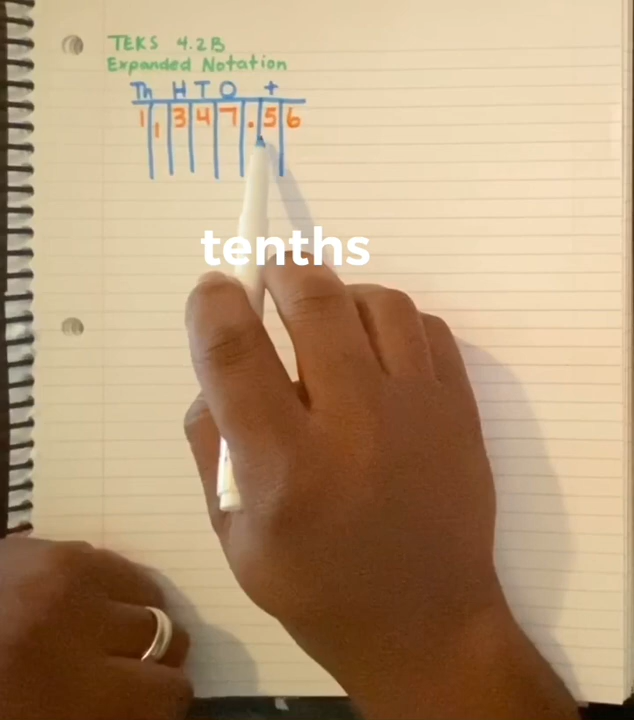 TEKS 4.2B
Expanded Notation
Th H T O t
1,347.56
tenths